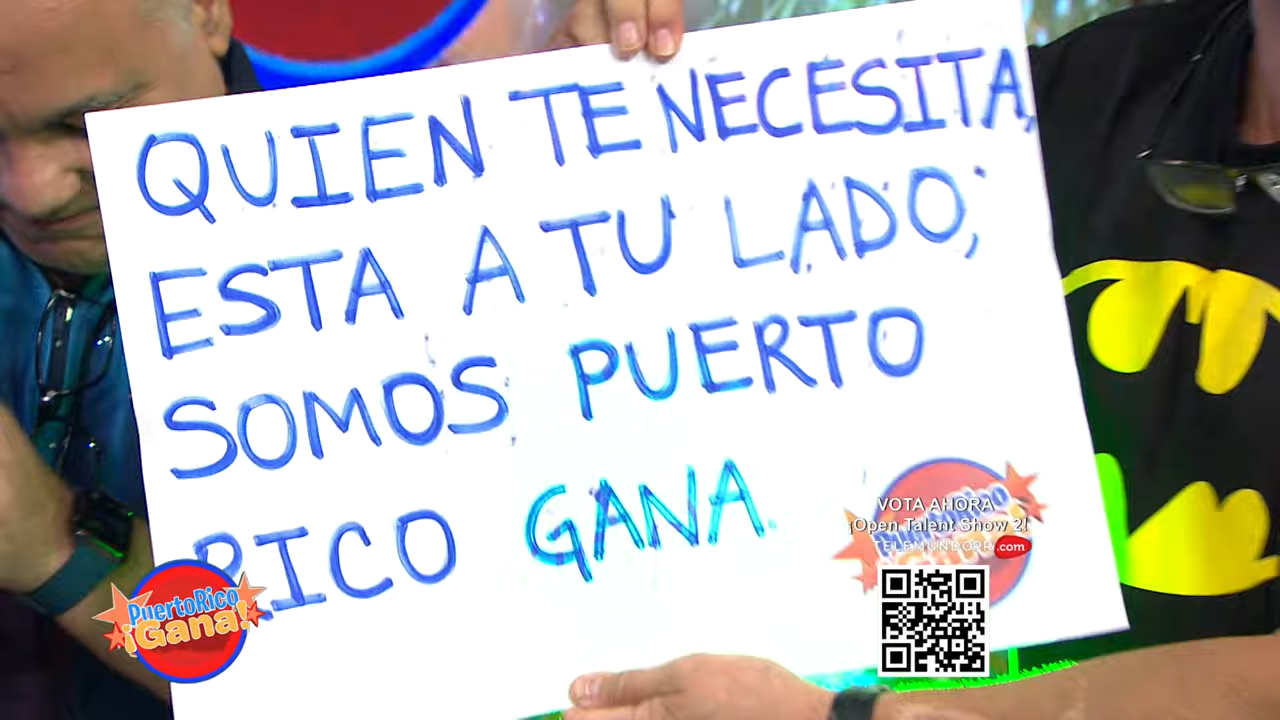 QUIEN TE NECESITA,
ESTA A TU LADO;
SOMOS PUERTO
RICO GANA.
VOTA AHORA
¡Open Talent Show 2!
TELEMUNDOPR.com
PuertoRico
¡Gana!